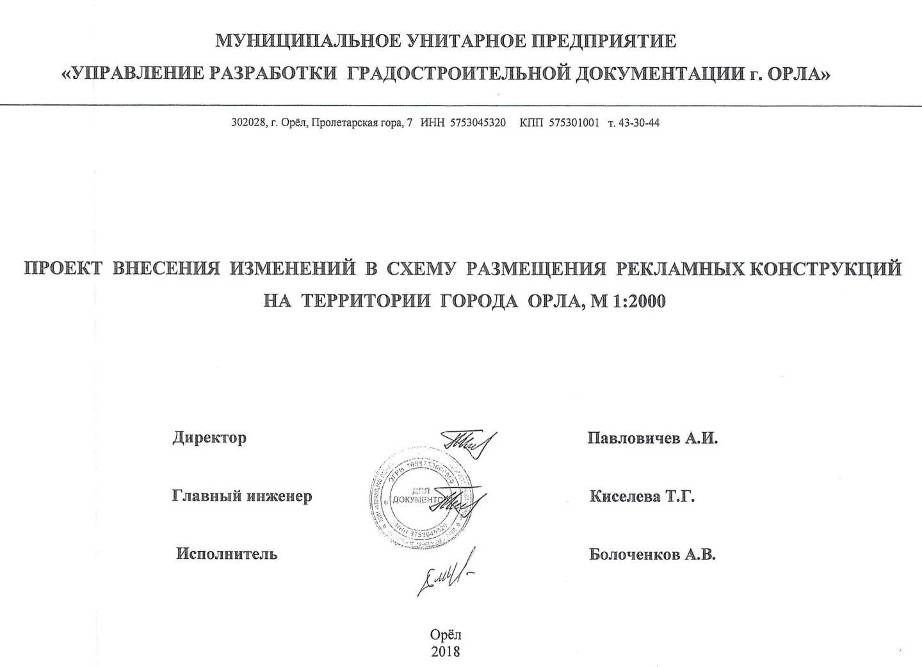 МУНИЦИПАЛЬНОЕ УНИТАРНОЕ ПРЕДПРИЯТИЕ
«УПРАВЛЕНИЕ РАЗРАБОТКИ ГРАДОСТРОИТЕЛЬНОЙ ДОКУМЕНТАЦИИ г. ОРЛА»
302028, г. Орёл, Пролетарская гора, 7 ИНН 5753045320 КПП 575301001 т. 43-30-44
ПРОЕКТ ВНЕСЕНИЯ ИЗМЕНЕНИЙ В СХЕМУ РАЗМЕЩЕНИЯ РЕКЛАМНЫХ КОНСТРУКЦИЙ
НА ТЕРРИТОРИИ ГОРОДА ОРЛА, М 1:2000
Директор Павловичев А.И.
ДЛЯ
ДОКУМЕНТОВ
Главный инженер Киселева Т.Г.
ИНН 5753045320
Исполнитель Болоченков А.В.
Орёл
2018